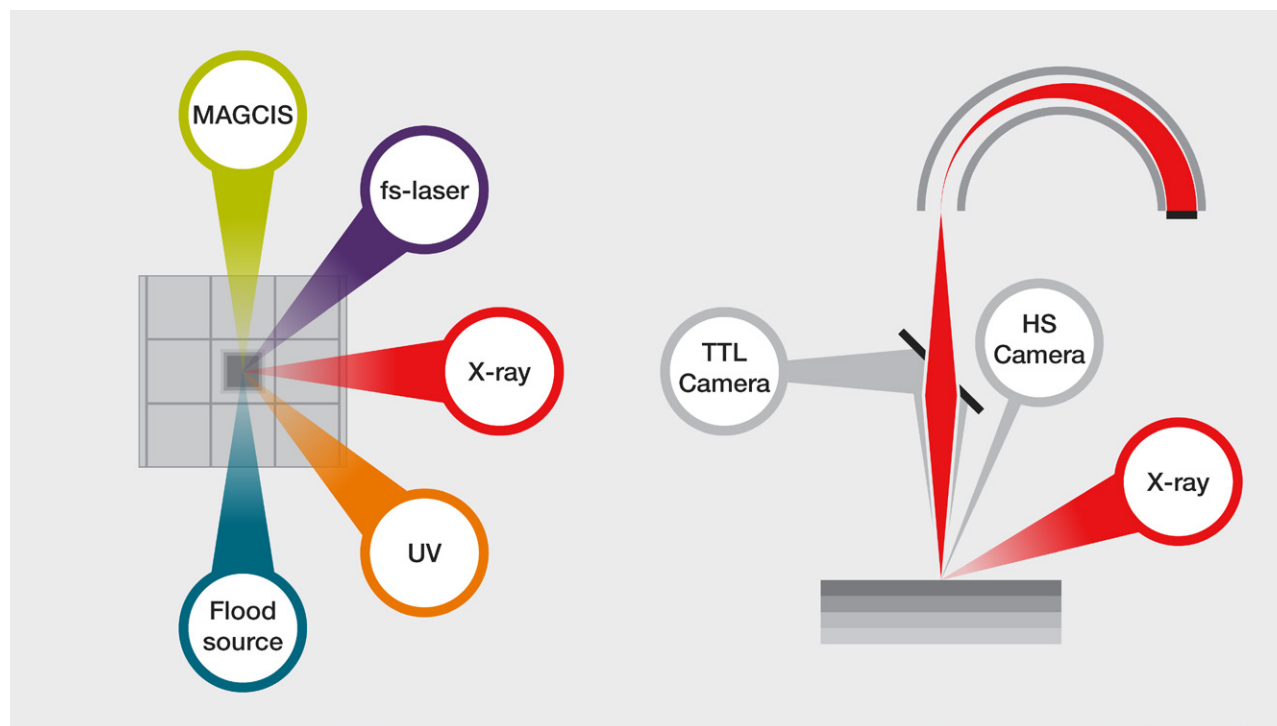 MAGCIS
fs-laser
X-ray
UV
Flood
source
TTL
Camera
HS
Camera
X-ray